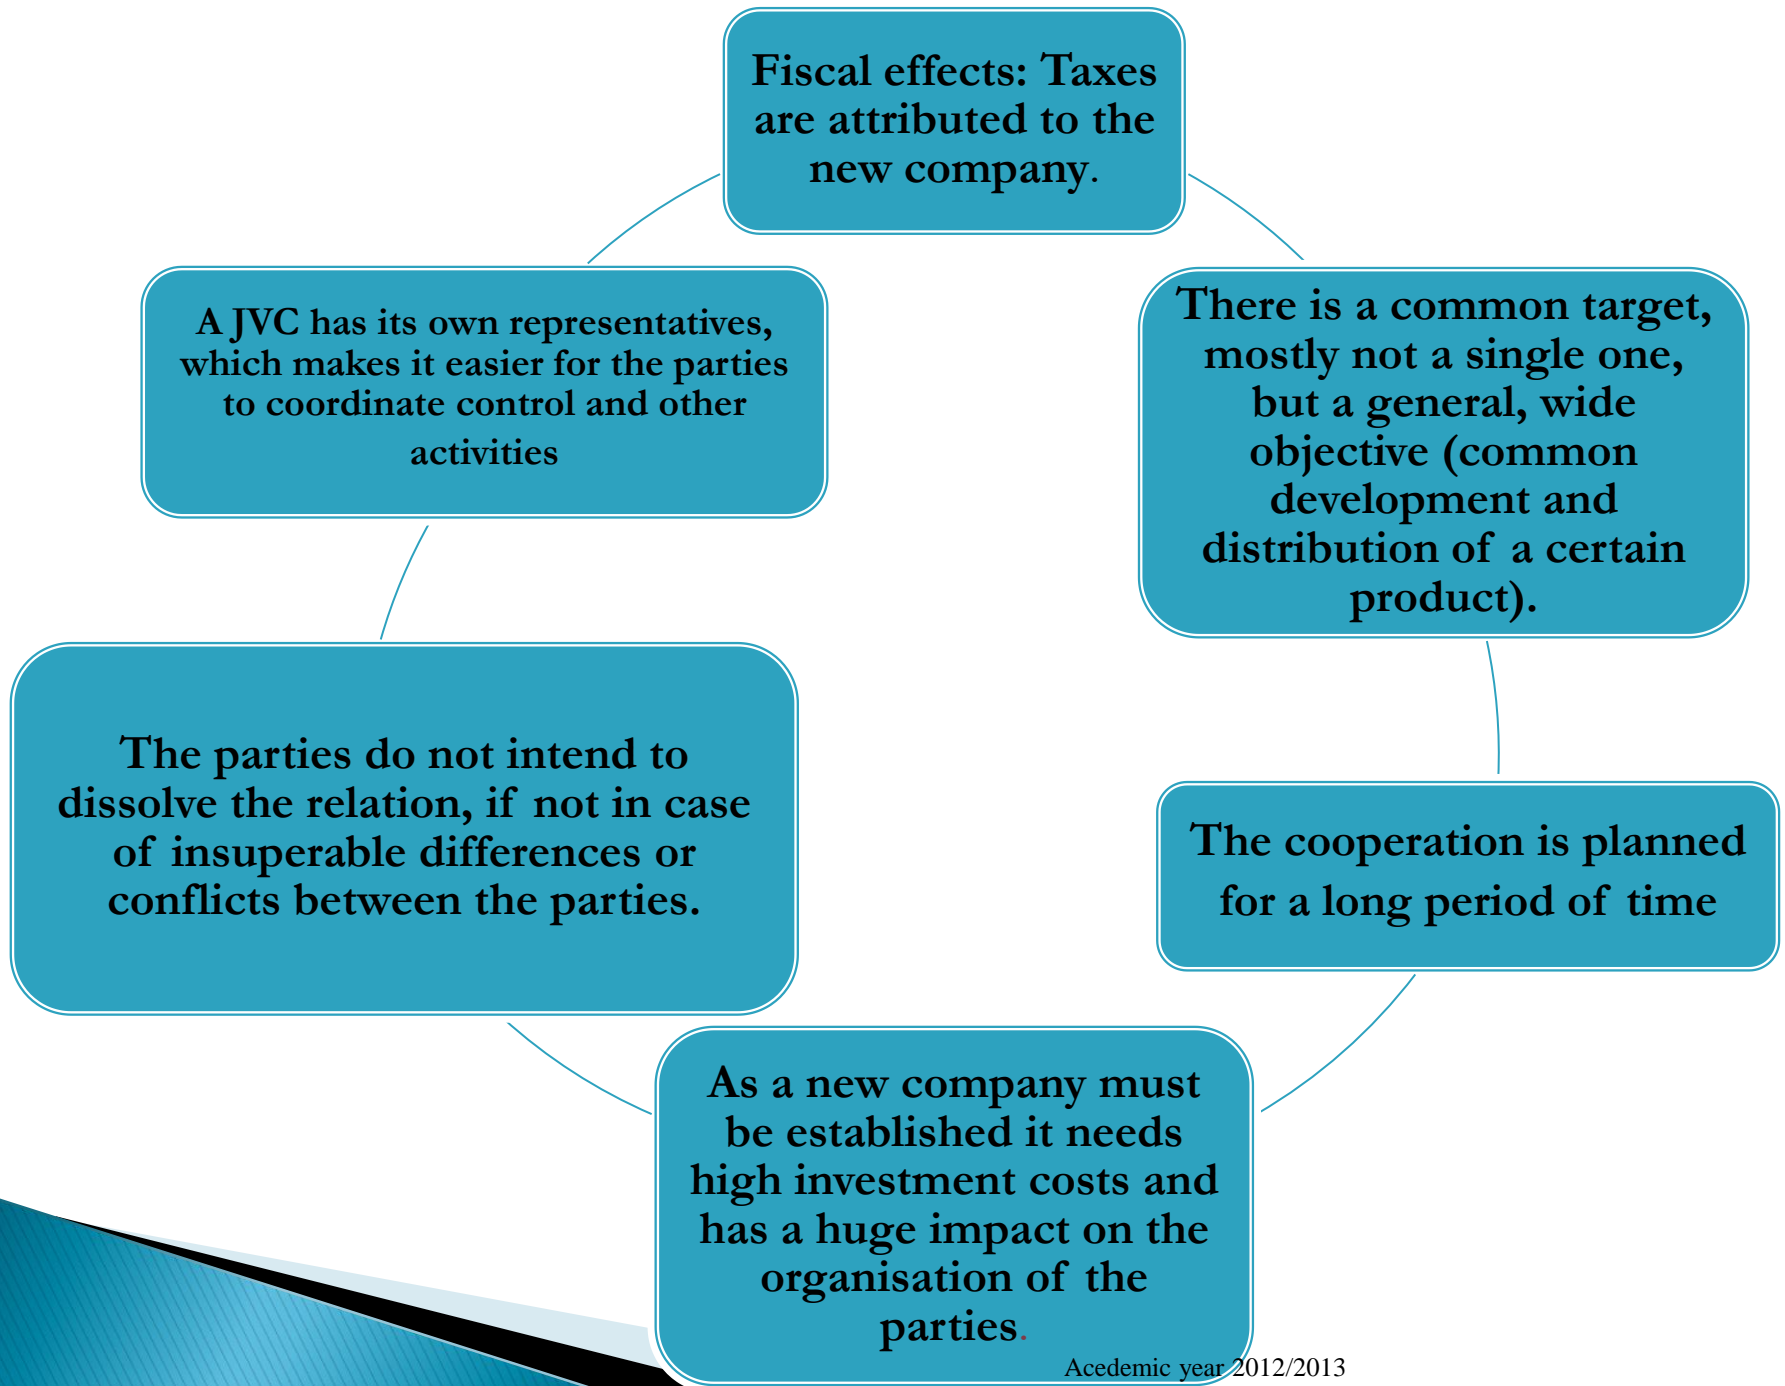 Fiscal effects: Taxes
are attributed to the
new company.
There is a common target,
mostly not a single one,
but a general, wide
objective (common
development and
distribution of a certain
product).
The cooperation is planned
for a long period of time
As a new company must
be established it needs
high investment costs and
has a huge impact on the
organisation of the
parties.
The parties do not intend to
dissolve the relation, if not in case
of insuperable differences or
conflicts between the parties.
A JVC has its own representatives,
which makes it easier for the parties
to coordinate control and other
activities
Acedemic year 2012/2013